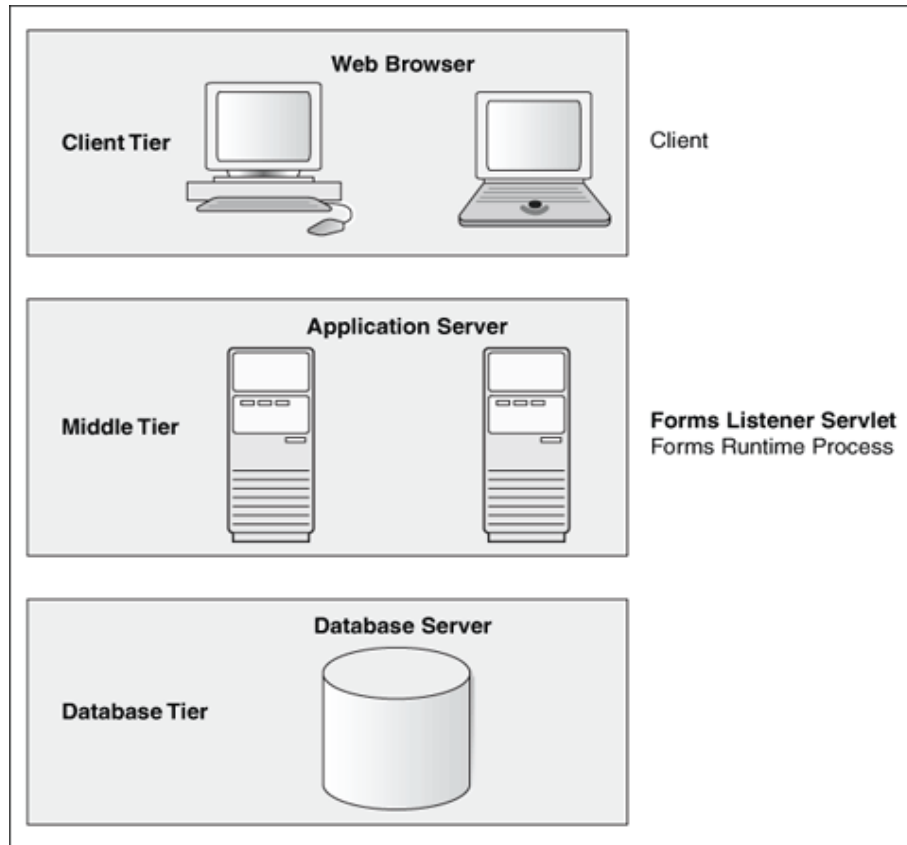 Web Browser
Client Tier
Client
Application Server
Middle Tier
Forms Listener Servlet
Forms Runtime Process
Database Server
Database Tier